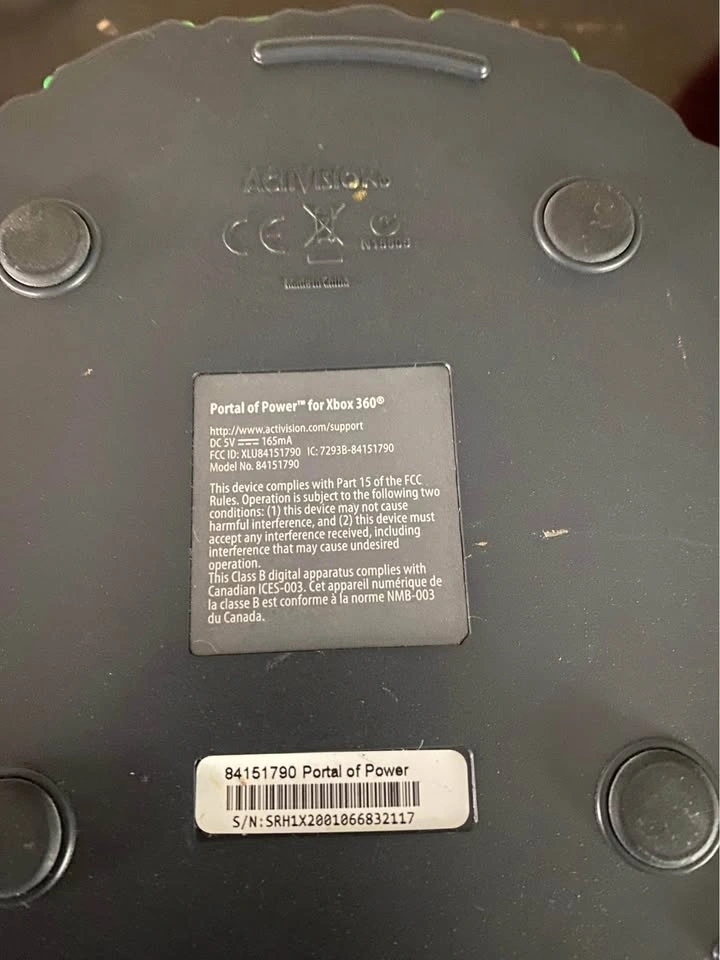 ACTIVISION®
CE
Made in China
Portal of Power™ for Xbox 360®
http://www.activision.com/support
DC 5V 165mA
FCC ID: XLU84151790 IC: 7293B-84151790
Model No. 84151790
This device complies with Part 15 of the FCC
Rules. Operation is subject to the following two
conditions: (1) this device may not cause
harmful interference, and (2) this device must
accept any interference received, including
interference that may cause undesired
operation.
This Class B digital apparatus complies with
Canadian ICES-003. Cet appareil numérique de
la classe B est conforme à la norme NMB-003
du Canada.
84151790 Portal of Power
S/N:SRH1X2001066832117